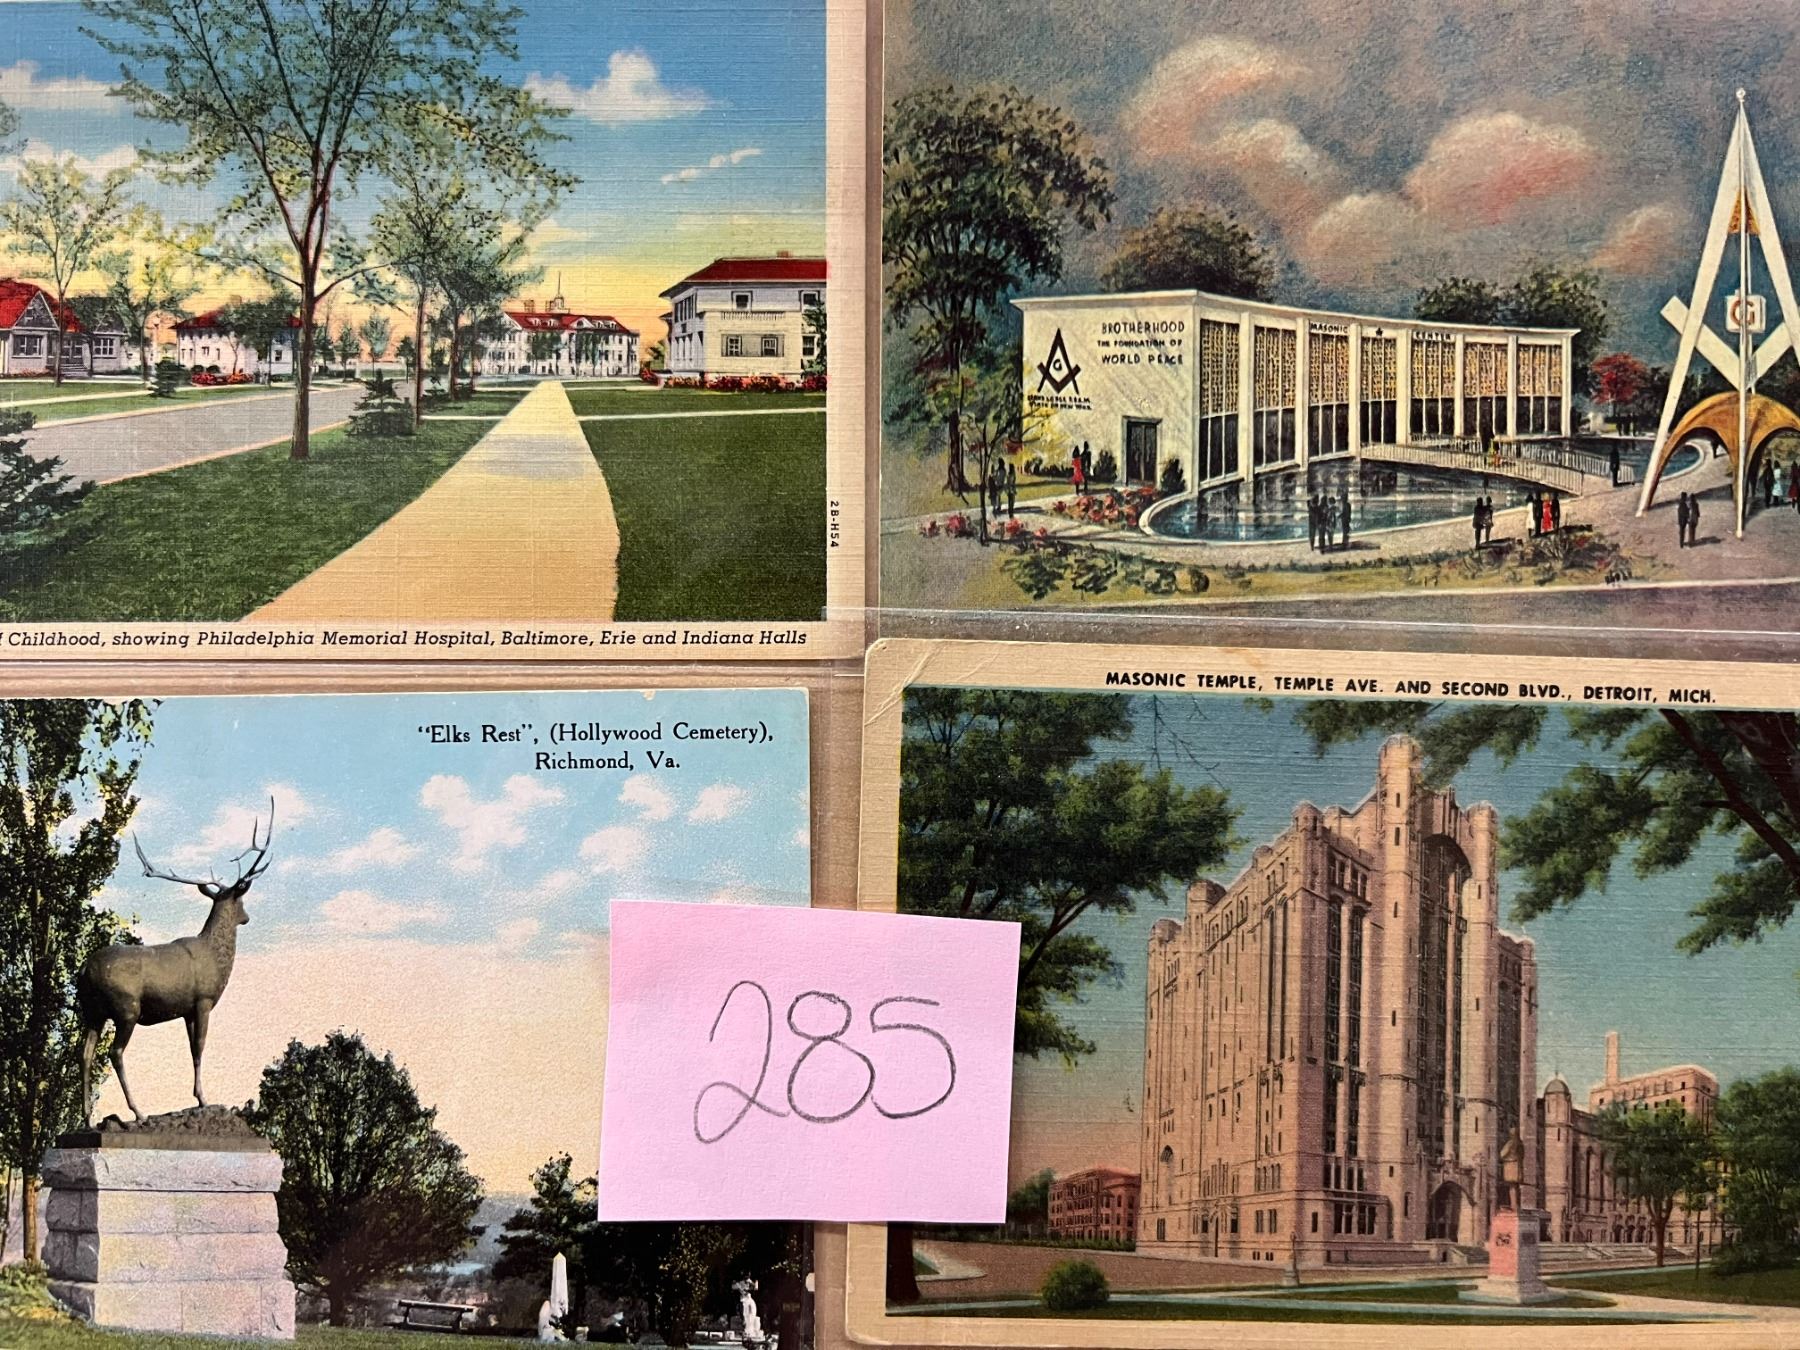 Childhood, showing Philadelphia Memorial Hospital, Baltimore, Erie and Indiana Halls
2B-H54
BROTHERHOOD
THE FOUNDATION OF
WORLD PEACE
G
MASONIC CENTER
G
"Elks Rest", (Hollywood Cemetery),
Richmond, Va.
MASONIC TEMPLE, TEMPLE AVE. AND SECOND BLVD., DETROIT, MICH.
285